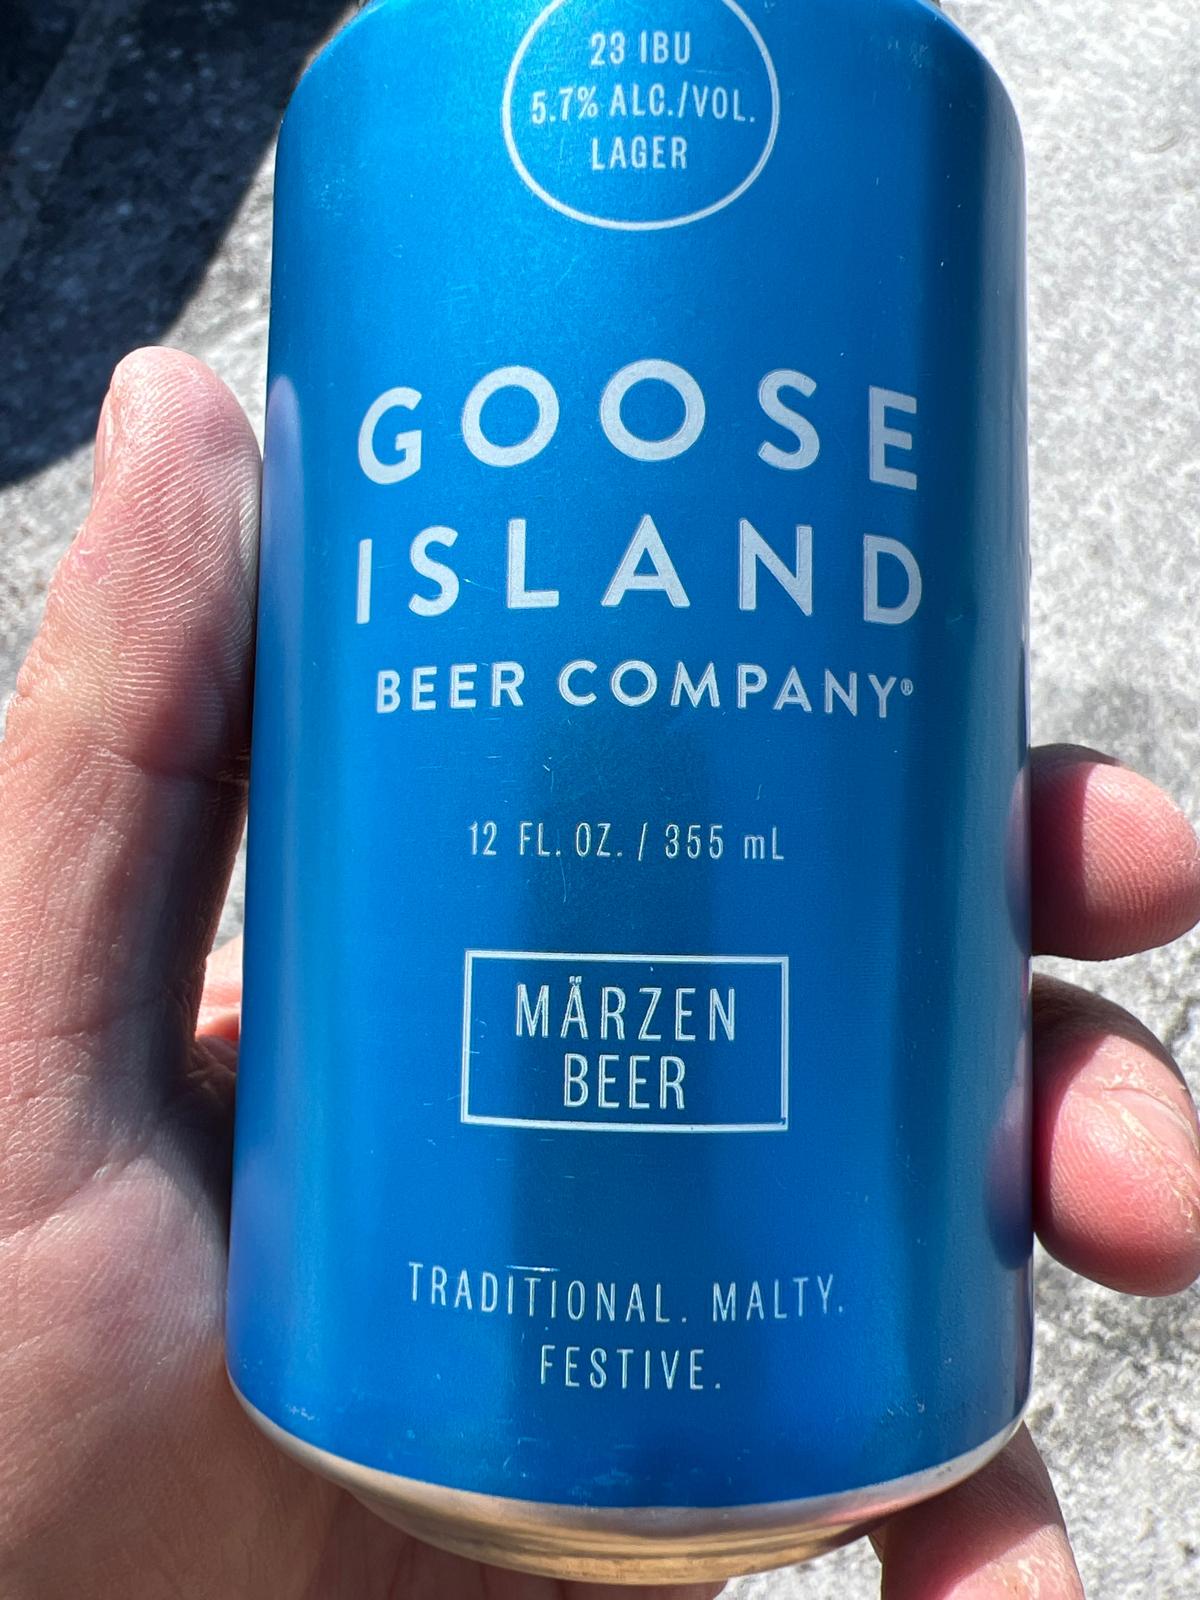 23 IBU
5.7% ALC./VOL.
LAGER
GOOSE
ISLAND
BEER COMPANY®
12 FL. OZ. / 355 mL
MÄRZEN
BEER
TRADITIONAL. MALTY.
FESTIVE.